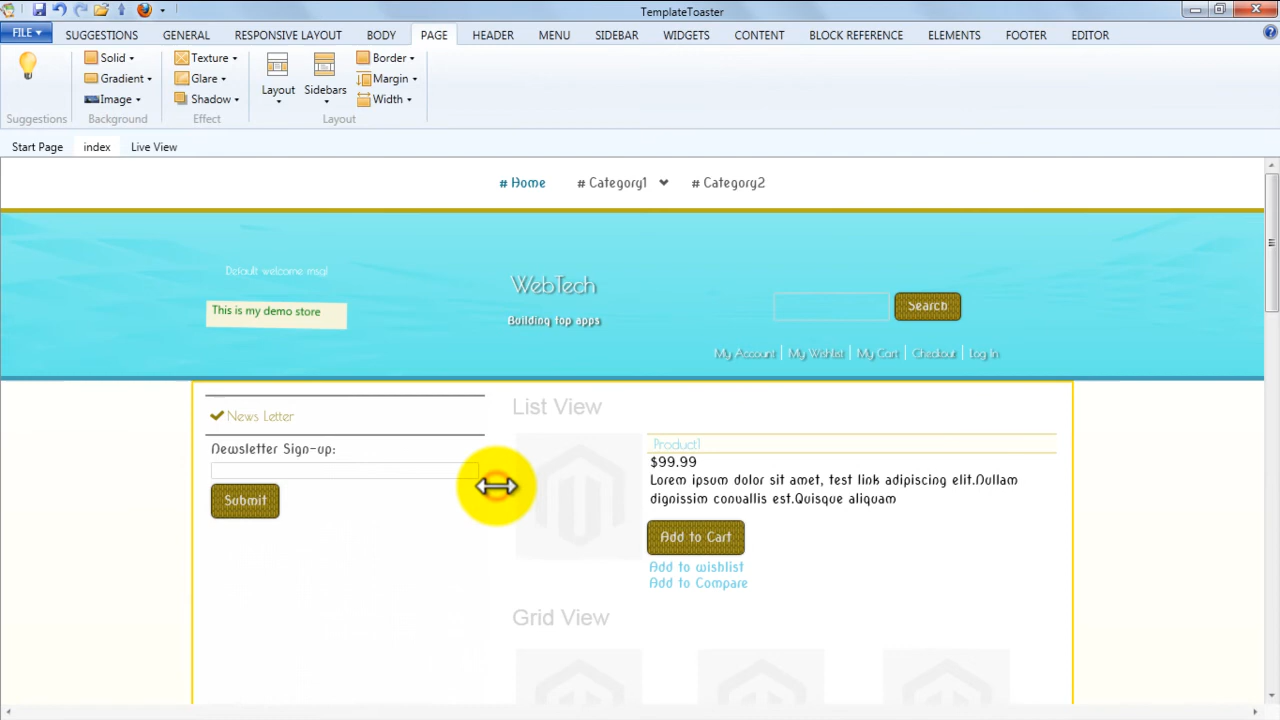 TemplateToaster
FILE SUGGESTIONS GENERAL RESPONSIVE LAYOUT BODY PAGE HEADER MENU SIDEBAR WIDGETS CONTENT BLOCK REFERENCE ELEMENTS FOOTER EDITOR
Solid Texture Border
Gradient Glare Layout Sidebars Margin
Image Shadow Width
Suggestions Background Effect Layout
Start Page index Live View
# Home # Category1 # Category2
Default welcome msg!
WebTech
This is my demo store
Search
Building top apps
My Account My Wishlist My Cart Checkout Log In
News Letter
List View
Product1
Newsletter Sign-up:
$99.99
Lorem ipsum dolor sit amet, test link adipiscing elit.Nullam
dignissim convallis est.Quisque aliquam
Submit
Add to Cart
Add to wishlist
Add to Compare
Grid View